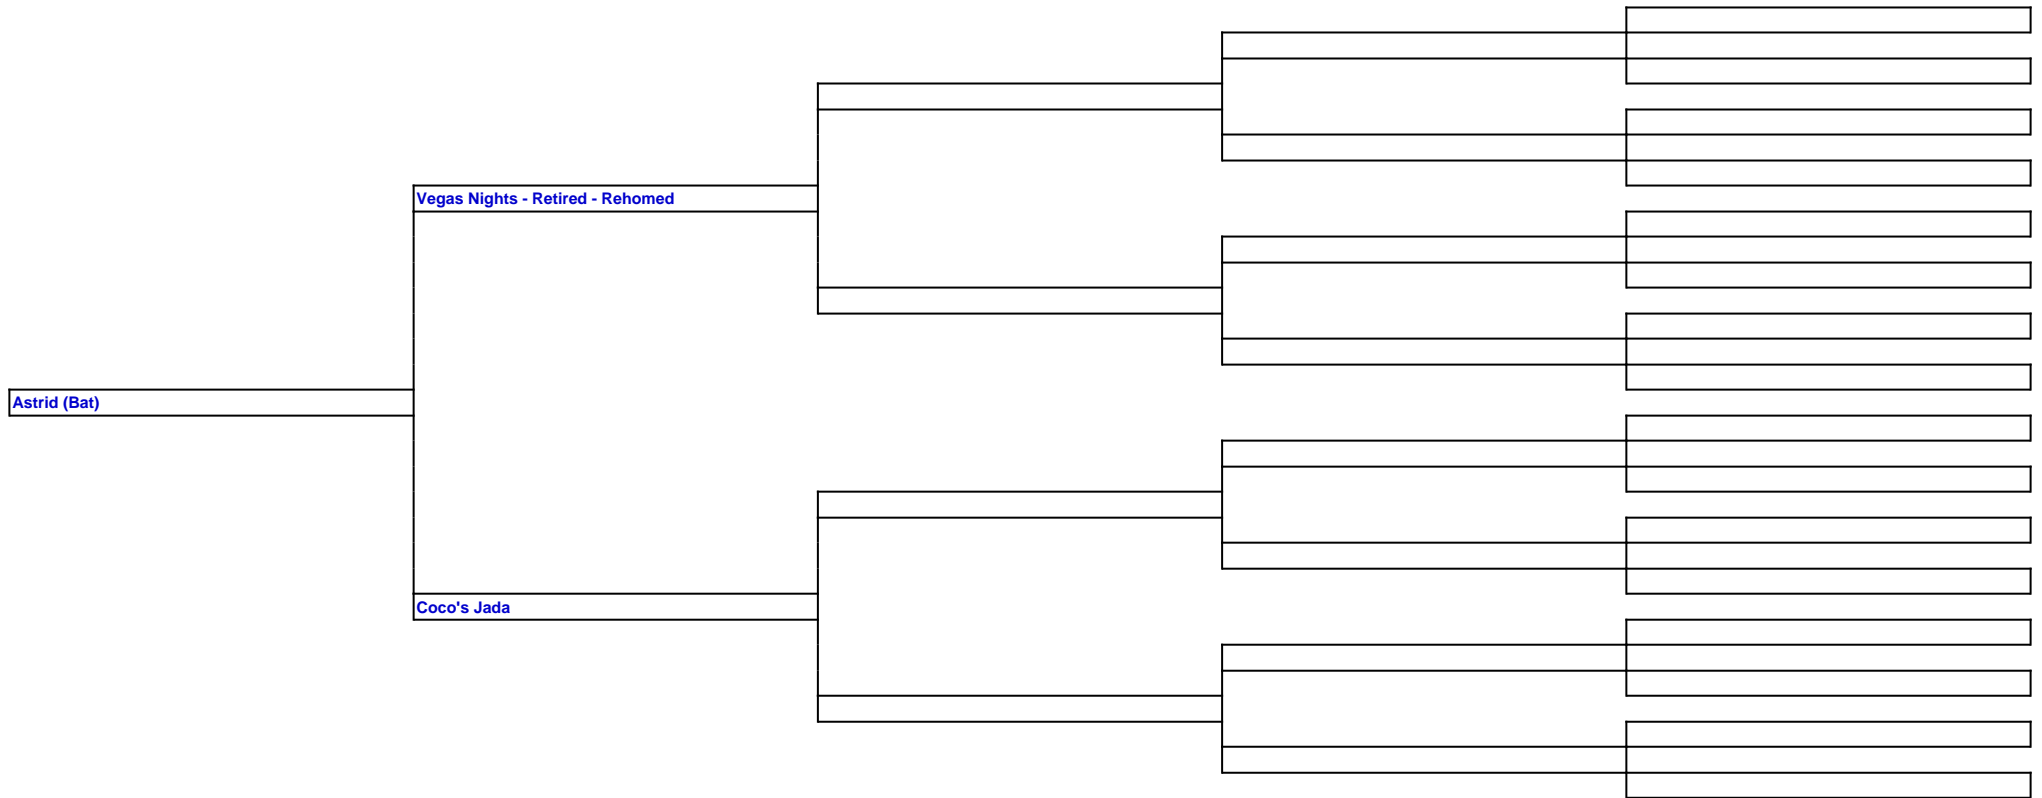 Vegas Nights - Retired - Rehomed
Astrid (Bat)
Coco's Jada